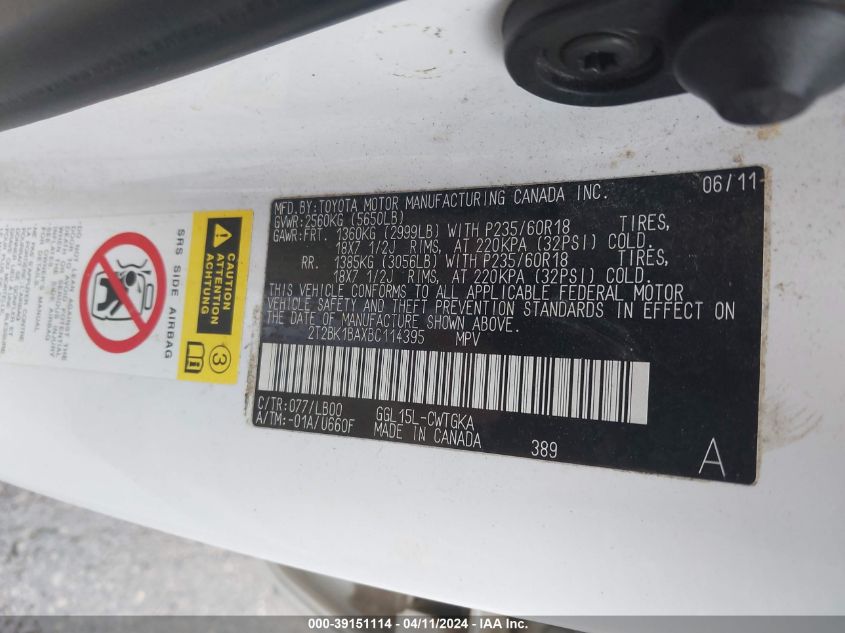 MFD.BY:TOYOTA MOTOR MANUFACTURING CANADA INC. 06/11
GVWR:2560KG (5650LB)
GAWR:FRT. 1360KG (2999LB) WITH P235/60R18 TIRES,
18X7 1/2J RIMS, AT 220KPA (32PSI) COLD.
RR. 1385KG (3056LB) WITH P235/60R18 TIRES,
18X7 1/2J RIMS, AT 220KPA (32PSI) COLD.
THIS VEHICLE CONFORMS TO ALL APPLICABLE FEDERAL MOTOR
VEHICLE SAFETY AND THEFT PREVENTION STANDARDS IN EFFECT ON
THE DATE OF MANUFACTURE SHOWN ABOVE.
2T2BK1BAXBC114395 MPV
C/TR:077/LB00 GGL15L-CWTGKA
A/TM:-01A/U660F MADE IN CANADA
389 A
SRS SIDE AIRBAG
CAUTION
ATTENTION
ACHTUNG
3
000-39151114 - 04/11/2024 - IAA Inc.